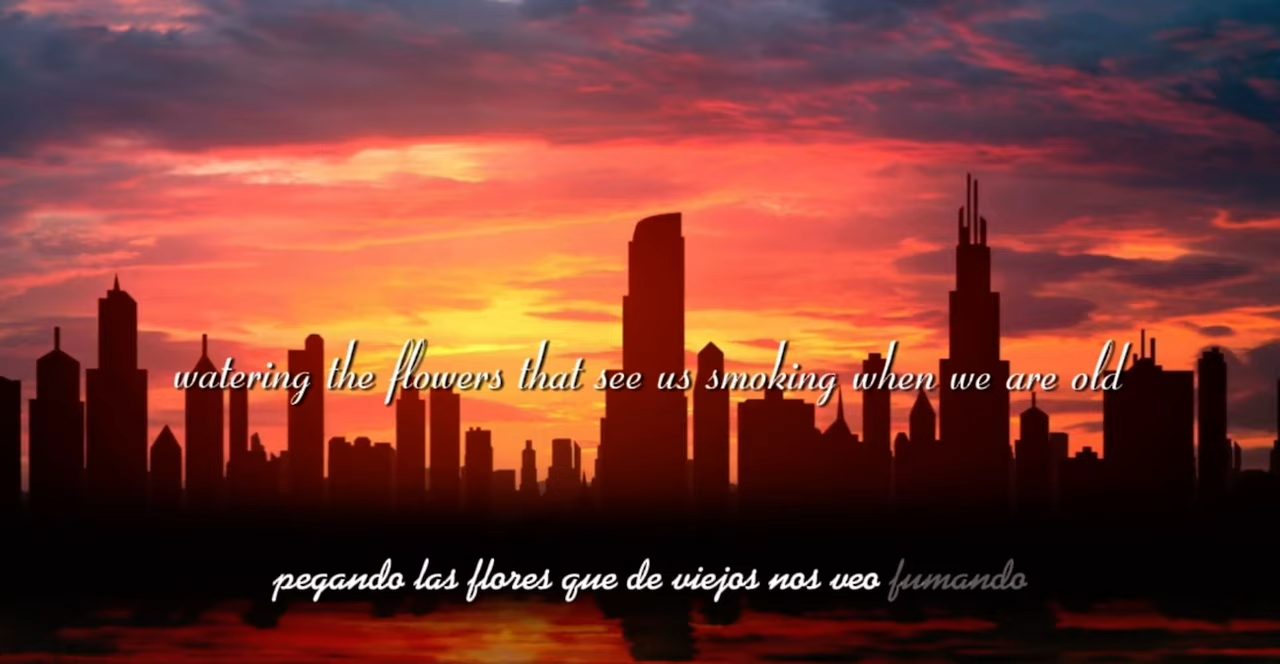 watering the flowers that see us smoking when we are old
pegando las flores que de viejos nos veo fumando